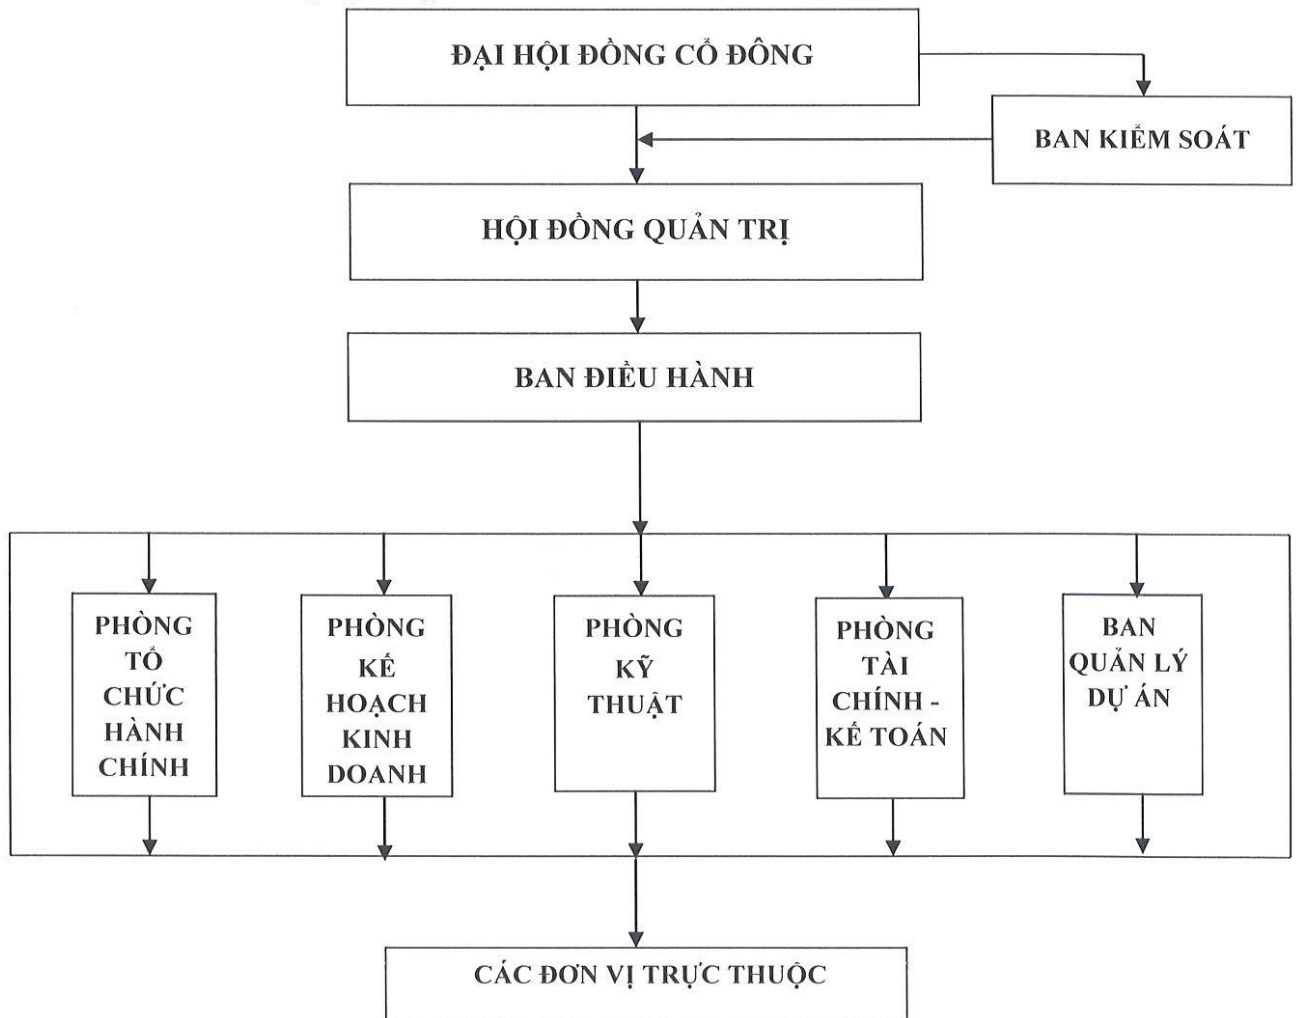 ĐẠI HỘI ĐỒNG CỔ ĐÔNG
BAN KIỂM SOÁT
HỘI ĐỒNG QUẢN TRỊ
BAN ĐIỀU HÀNH
PHÒNG
TỔ
CHỨC
HÀNH
CHÍNH
PHÒNG
KẾ
HOẠCH
KINH
DOANH
PHÒNG
KỸ
THUẬT
PHÒNG
TÀI
CHÍNH -
KẾ TOÁN
BAN
QUẢN LÝ
DỰ ÁN
CÁC ĐƠN VỊ TRỰC THUỘC